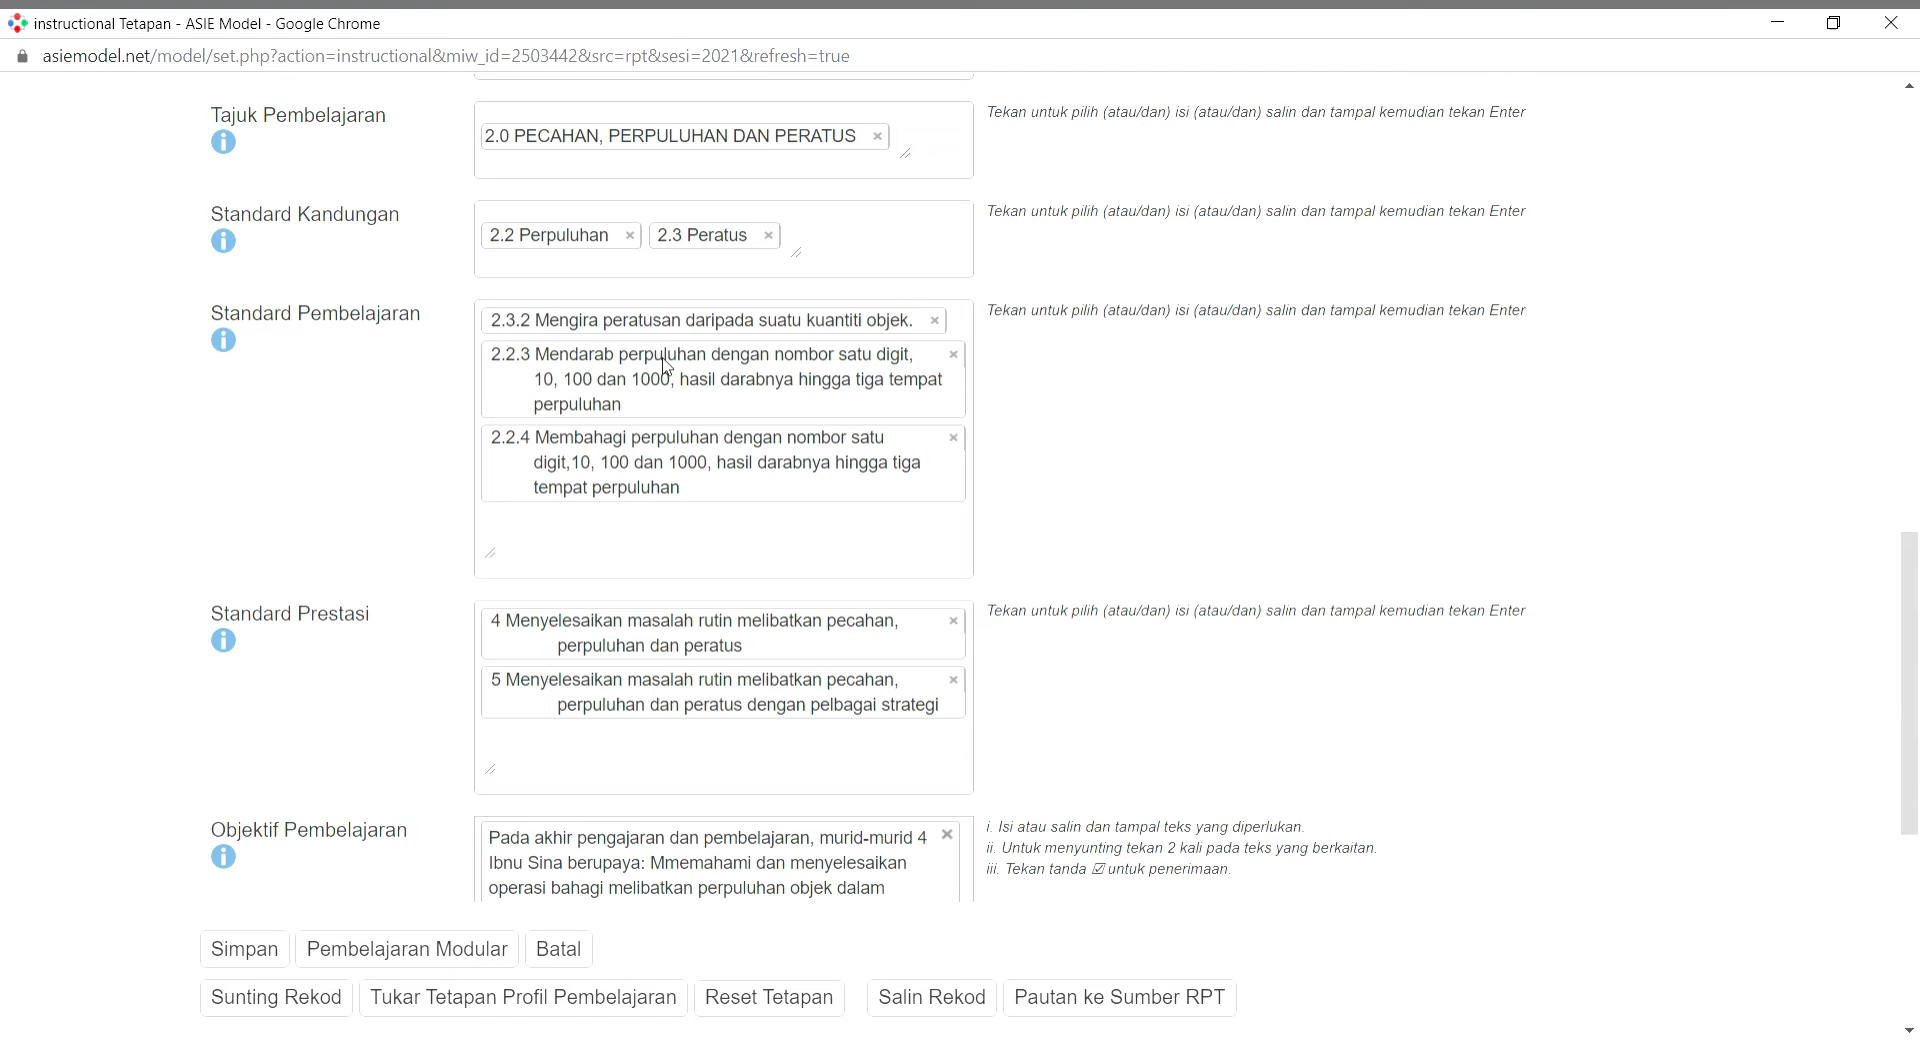 instructional Tetapan - ASIE Model - Google Chrome
asiemodel.net/model/set.php?action=instructional&miw_id=2503442&src=rpt&sesi=2021&refresh=true
Tajuk Pembelajaran
2.0 PECAHAN, PERPULUHAN DAN PERATUS ×
Tekan untuk pilih (atau/dan) isi (atau/dan) salin dan tampal kemudian tekan Enter
Standard Kandungan
2.2 Perpuluhan × 2.3 Peratus ×
Tekan untuk pilih (atau/dan) isi (atau/dan) salin dan tampal kemudian tekan Enter
Standard Pembelajaran
2.3.2 Mengira peratusan daripada suatu kuantiti objek. ×
2.2.3 Mendarab perpuluhan dengan nombor satu digit, ×
10, 100 dan 1000, hasil darabnya hingga tiga tempat
perpuluhan
2.2.4 Membahagi perpuluhan dengan nombor satu ×
digit,10, 100 dan 1000, hasil darabnya hingga tiga
tempat perpuluhan
Tekan untuk pilih (atau/dan) isi (atau/dan) salin dan tampal kemudian tekan Enter
Standard Prestasi
4 Menyelesaikan masalah rutin melibatkan pecahan, ×
perpuluhan dan peratus
5 Menyelesaikan masalah rutin melibatkan pecahan, ×
perpuluhan dan peratus dengan pelbagai strategi
Tekan untuk pilih (atau/dan) isi (atau/dan) salin dan tampal kemudian tekan Enter
Objektif Pembelajaran
Pada akhir pengajaran dan pembelajaran, murid-murid 4 ×
Ibnu Sina berupaya: Mmemahami dan menyelesaikan
operasi bahagi melibatkan perpuluhan objek dalam
i. Isi atau salin dan tampal teks yang diperlukan.
ii. Untuk menyunting tekan 2 kali pada teks yang berkaitan.
iii. Tekan tanda ☑ untuk penerimaan.
Simpan Pembelajaran Modular Batal
Sunting Rekod Tukar Tetapan Profil Pembelajaran Reset Tetapan Salin Rekod Pautan ke Sumber RPT